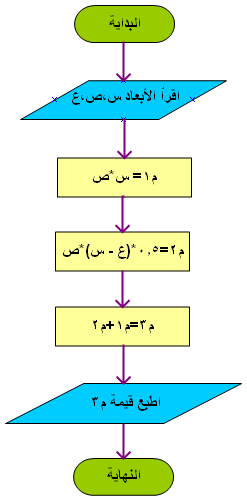 البداية
اقرأ الأبعاد س،ص،ع
م١= س*ص
م٢=٠,٥*(ع - س)*ص
م٣=م١+م٢
اطبع قيمة م٣
النهاية